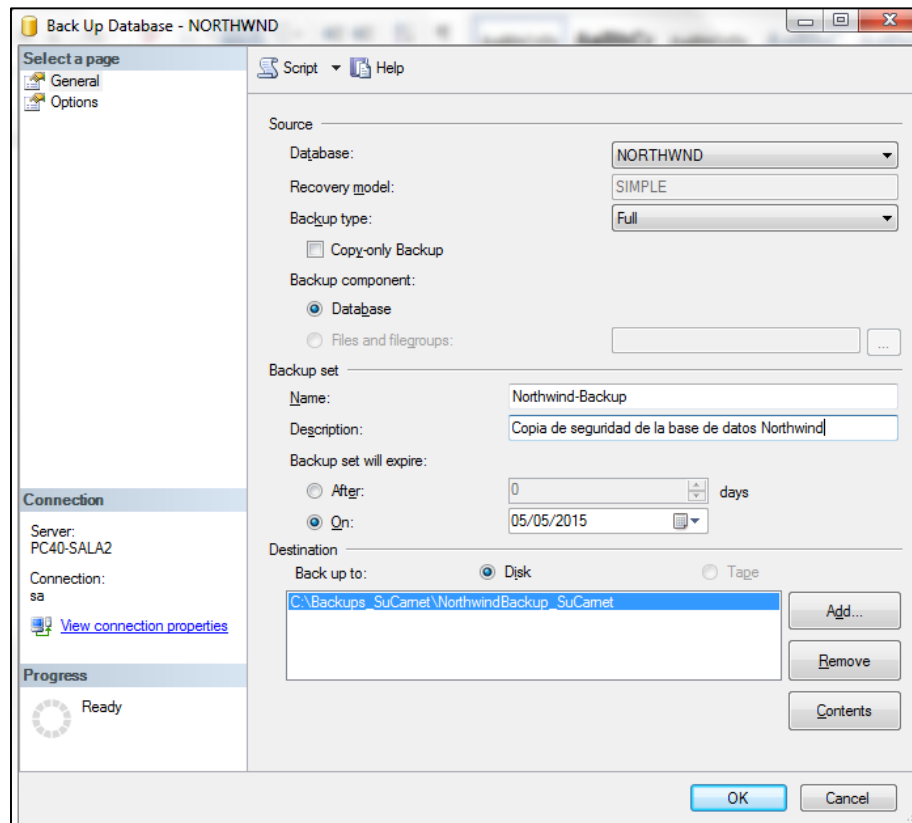 Back Up Database - NORTHWND
Select a page
General
Options
Script Help
Source
Database: NORTHWND
Recovery model: SIMPLE
Backup type: Full
Copy-only Backup
Backup component:
Database
Files and filegroups: ...
Backup set
Name: Northwind-Backup
Description: Copia de seguridad de la base de datos Northwind
Backup set will expire:
After: 0 days
On: 05/05/2015
Destination
Back up to: Disk Tape
C:\Backups_SuCarnet\NorthwindBackup_SuCarnet
Add...
Remove
Contents
Connection
Server:
PC40-SALA2
Connection:
sa
View connection properties
Progress
Ready
OK Cancel